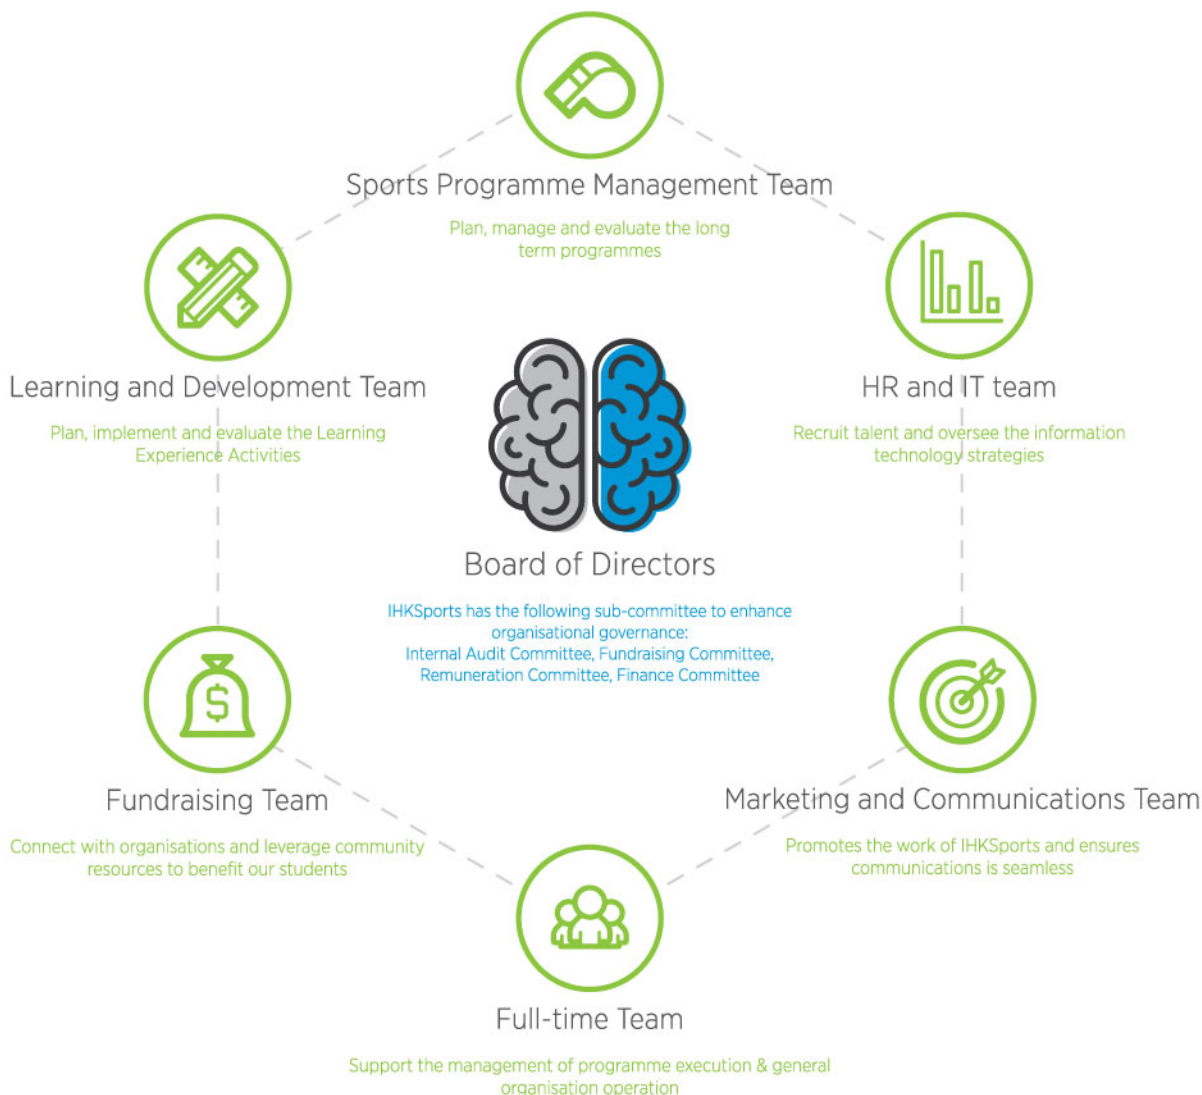 Sports Programme Management Team
Plan, manage and evaluate the long
term programmes
Learning and Development Team
Plan, implement and evaluate the Learning
Experience Activities
HR and IT team
Recruit talent and oversee the information
technology strategies
Board of Directors
IHKSports has the following sub-committee to enhance
organisational governance:
Internal Audit Committee, Fundraising Committee,
Remuneration Committee, Finance Committee
$
Fundraising Team
Connect with organisations and leverage community
resources to benefit our students
Marketing and Communications Team
Promotes the work of IHKSports and ensures
communications is seamless
Full-time Team
Support the management of programme execution & general
organisation operation